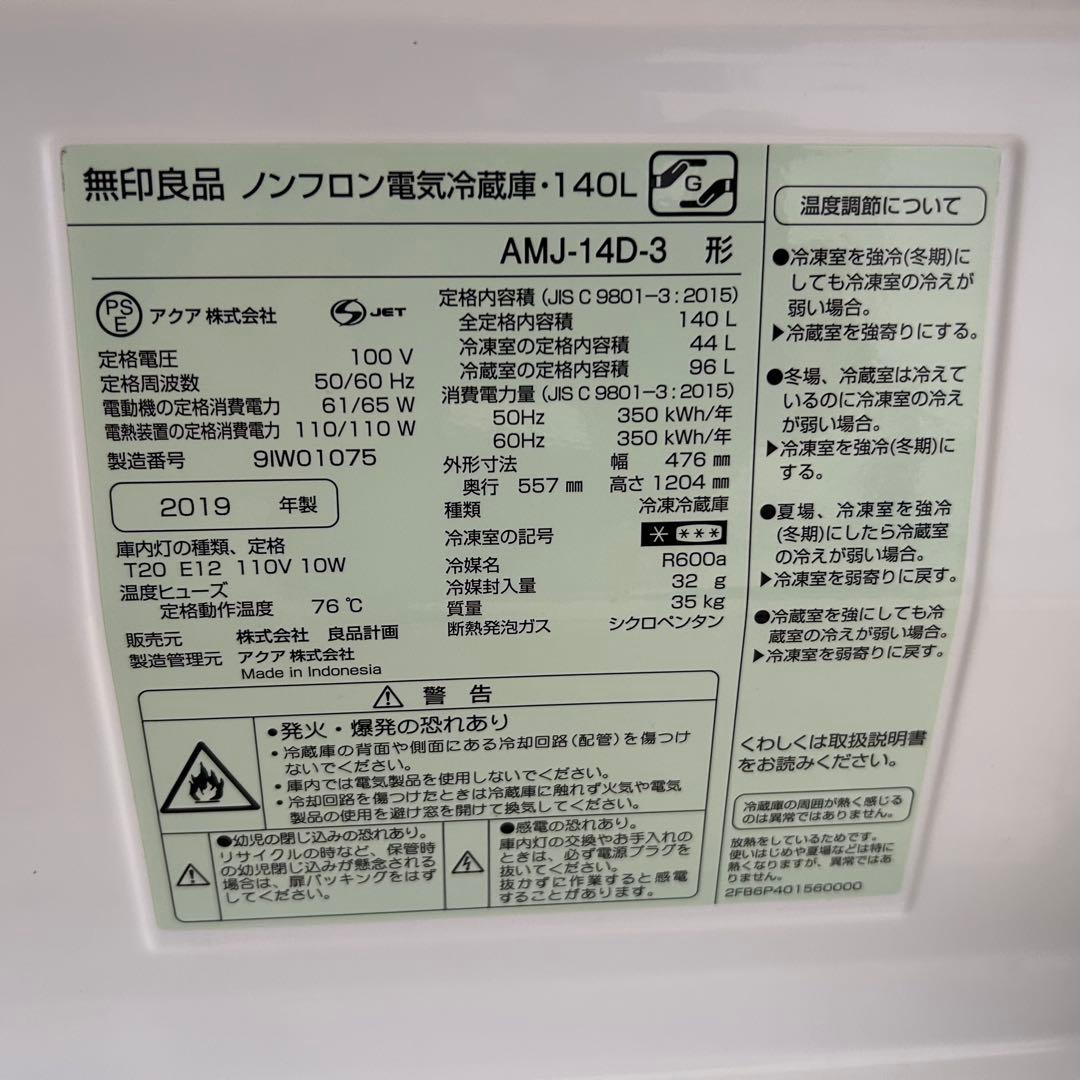 無印良品 ノンフロン電気冷蔵庫・140L
G
AMJ-14D-3 形
PS
E
アクア株式会社
S JET
定格電圧 100 V
定格周波数 50/60 Hz
電動機の定格消費電力 61/65 W
電熱装置の定格消費電力 110/110 W
製造番号 9IW01075
2019 年製
庫内灯の種類、定格
T20 E12 110V 10W
温度ヒューズ
定格動作温度 76℃
販売元 株式会社 良品計画
製造管理元 アクア株式会社
Made in Indonesia
定格内容積(JIS C 9801-3:2015)
全定格内容積 140 L
冷凍室の定格内容積 44 L
冷蔵室の定格内容積 96 L
消費電力量(JIS C 9801-3:2015)
50Hz 350 kWh/年
60Hz 350 kWh/年
外形寸法 幅 476 mm
奥行 557 mm 高さ 1204 mm
種類 冷凍冷蔵庫
冷凍室の記号 * ***
冷媒名 R600a
冷媒封入量 32 g
質量 35 kg
断熱発泡ガス シクロペンタン
警告
●発火・爆発の恐れあり
・冷蔵庫の背面や側面にある冷却回路(配管)を傷つけ
ないでください。
・庫内では電気製品を使用しないでください。
・冷却回路を傷つけたときは冷蔵庫に触れず火気や電気
製品の使用を避け窓を開けて換気してください。
●幼児の閉じ込みの恐れあり。
リサイクルの時など、保管時
の幼児閉じ込みが懸念される
場合は、扉パッキングをはず
してください。
●感電の恐れあり。
庫内灯の交換やお手入れの
ときは、必ず電源プラグを
抜いてください。
抜かずに作業すると感電
することがあります。
温度調節について
●冷凍室を強冷(冬期)に
しても冷凍室の冷えが
弱い場合。
▶冷蔵室を強寄りにする。
●冬場、冷蔵室は冷えて
いるのに冷凍室の冷え
が弱い場合。
▶冷凍室を強冷(冬期)に
する。
●夏場、冷凍室を強冷
(冬期)にしたら冷蔵室
の冷えが弱い場合。
▶冷凍室を弱寄りに戻す。
●冷蔵室を強にしても冷
蔵室の冷えが弱い場合。
▶冷凍室を弱寄りに戻す。
くわしくは取扱説明書
をお読みください。
冷蔵庫の周囲が熱く感じる
のは異常ではありません。
放熱をしているためです。
使いはじめや夏場などは特に
熱くなりますが、異常ではあ
りません。
2FB6P401560000